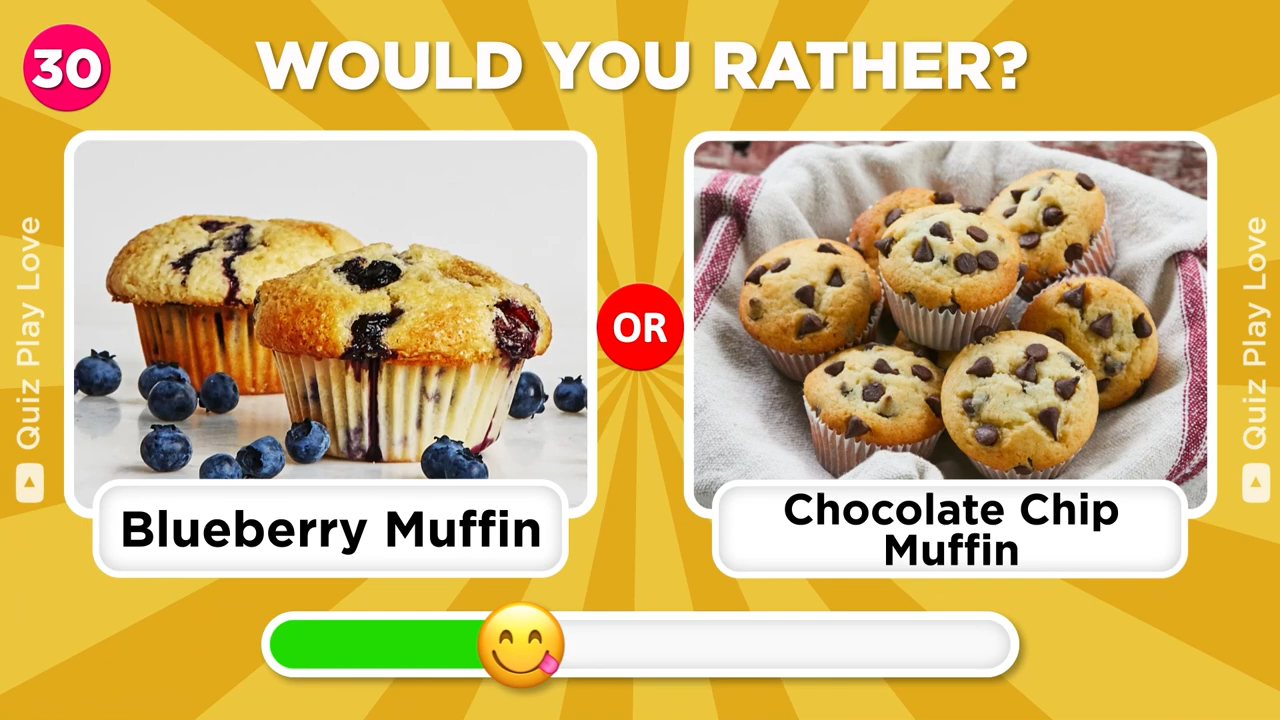 30
WOULD YOU RATHER?
Quiz Play Love
OR
Quiz Play Love
Blueberry Muffin
Chocolate Chip
Muffin